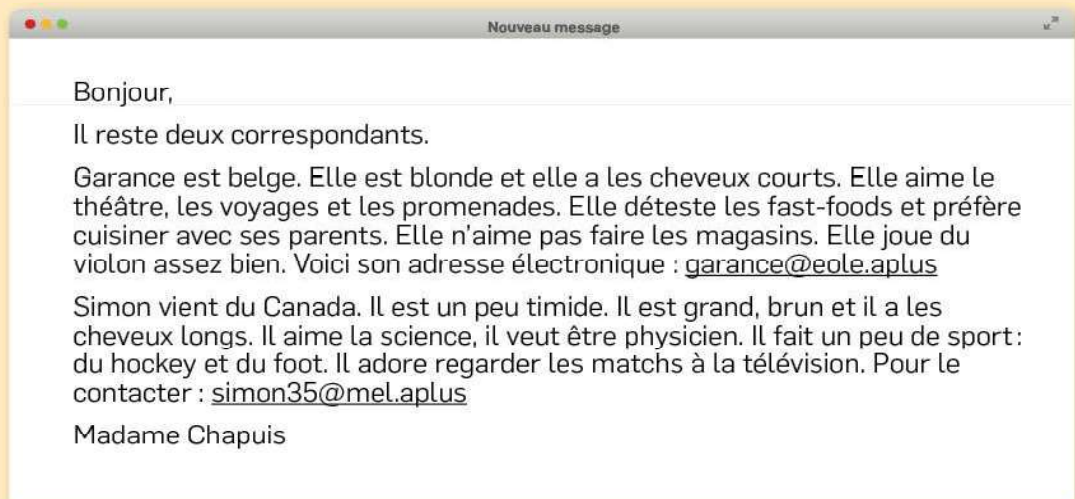 Nouveau message
Bonjour,
Il reste deux correspondants.
Garance est belge. Elle est blonde et elle a les cheveux courts. Elle aime le
théâtre, les voyages et les promenades. Elle déteste les fast-foods et préfère
cuisiner avec ses parents. Elle n'aime pas faire les magasins. Elle joue du
violon assez bien. Voici son adresse électronique : garance@eole.aplus
Simon vient du Canada. Il est un peu timide. Il est grand, brun et il a les
cheveux longs. Il aime la science, il veut être physicien. Il fait un peu de sport :
du hockey et du foot. Il adore regarder les matchs à la télévision. Pour le
contacter : simon35@mel.aplus
Madame Chapuis